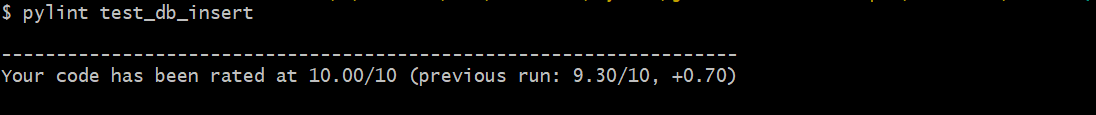 $ pylint test_db_insert
-------------------------------------------------------------------
Your code has been rated at 10.00/10 (previous run: 9.30/10, +0.70)